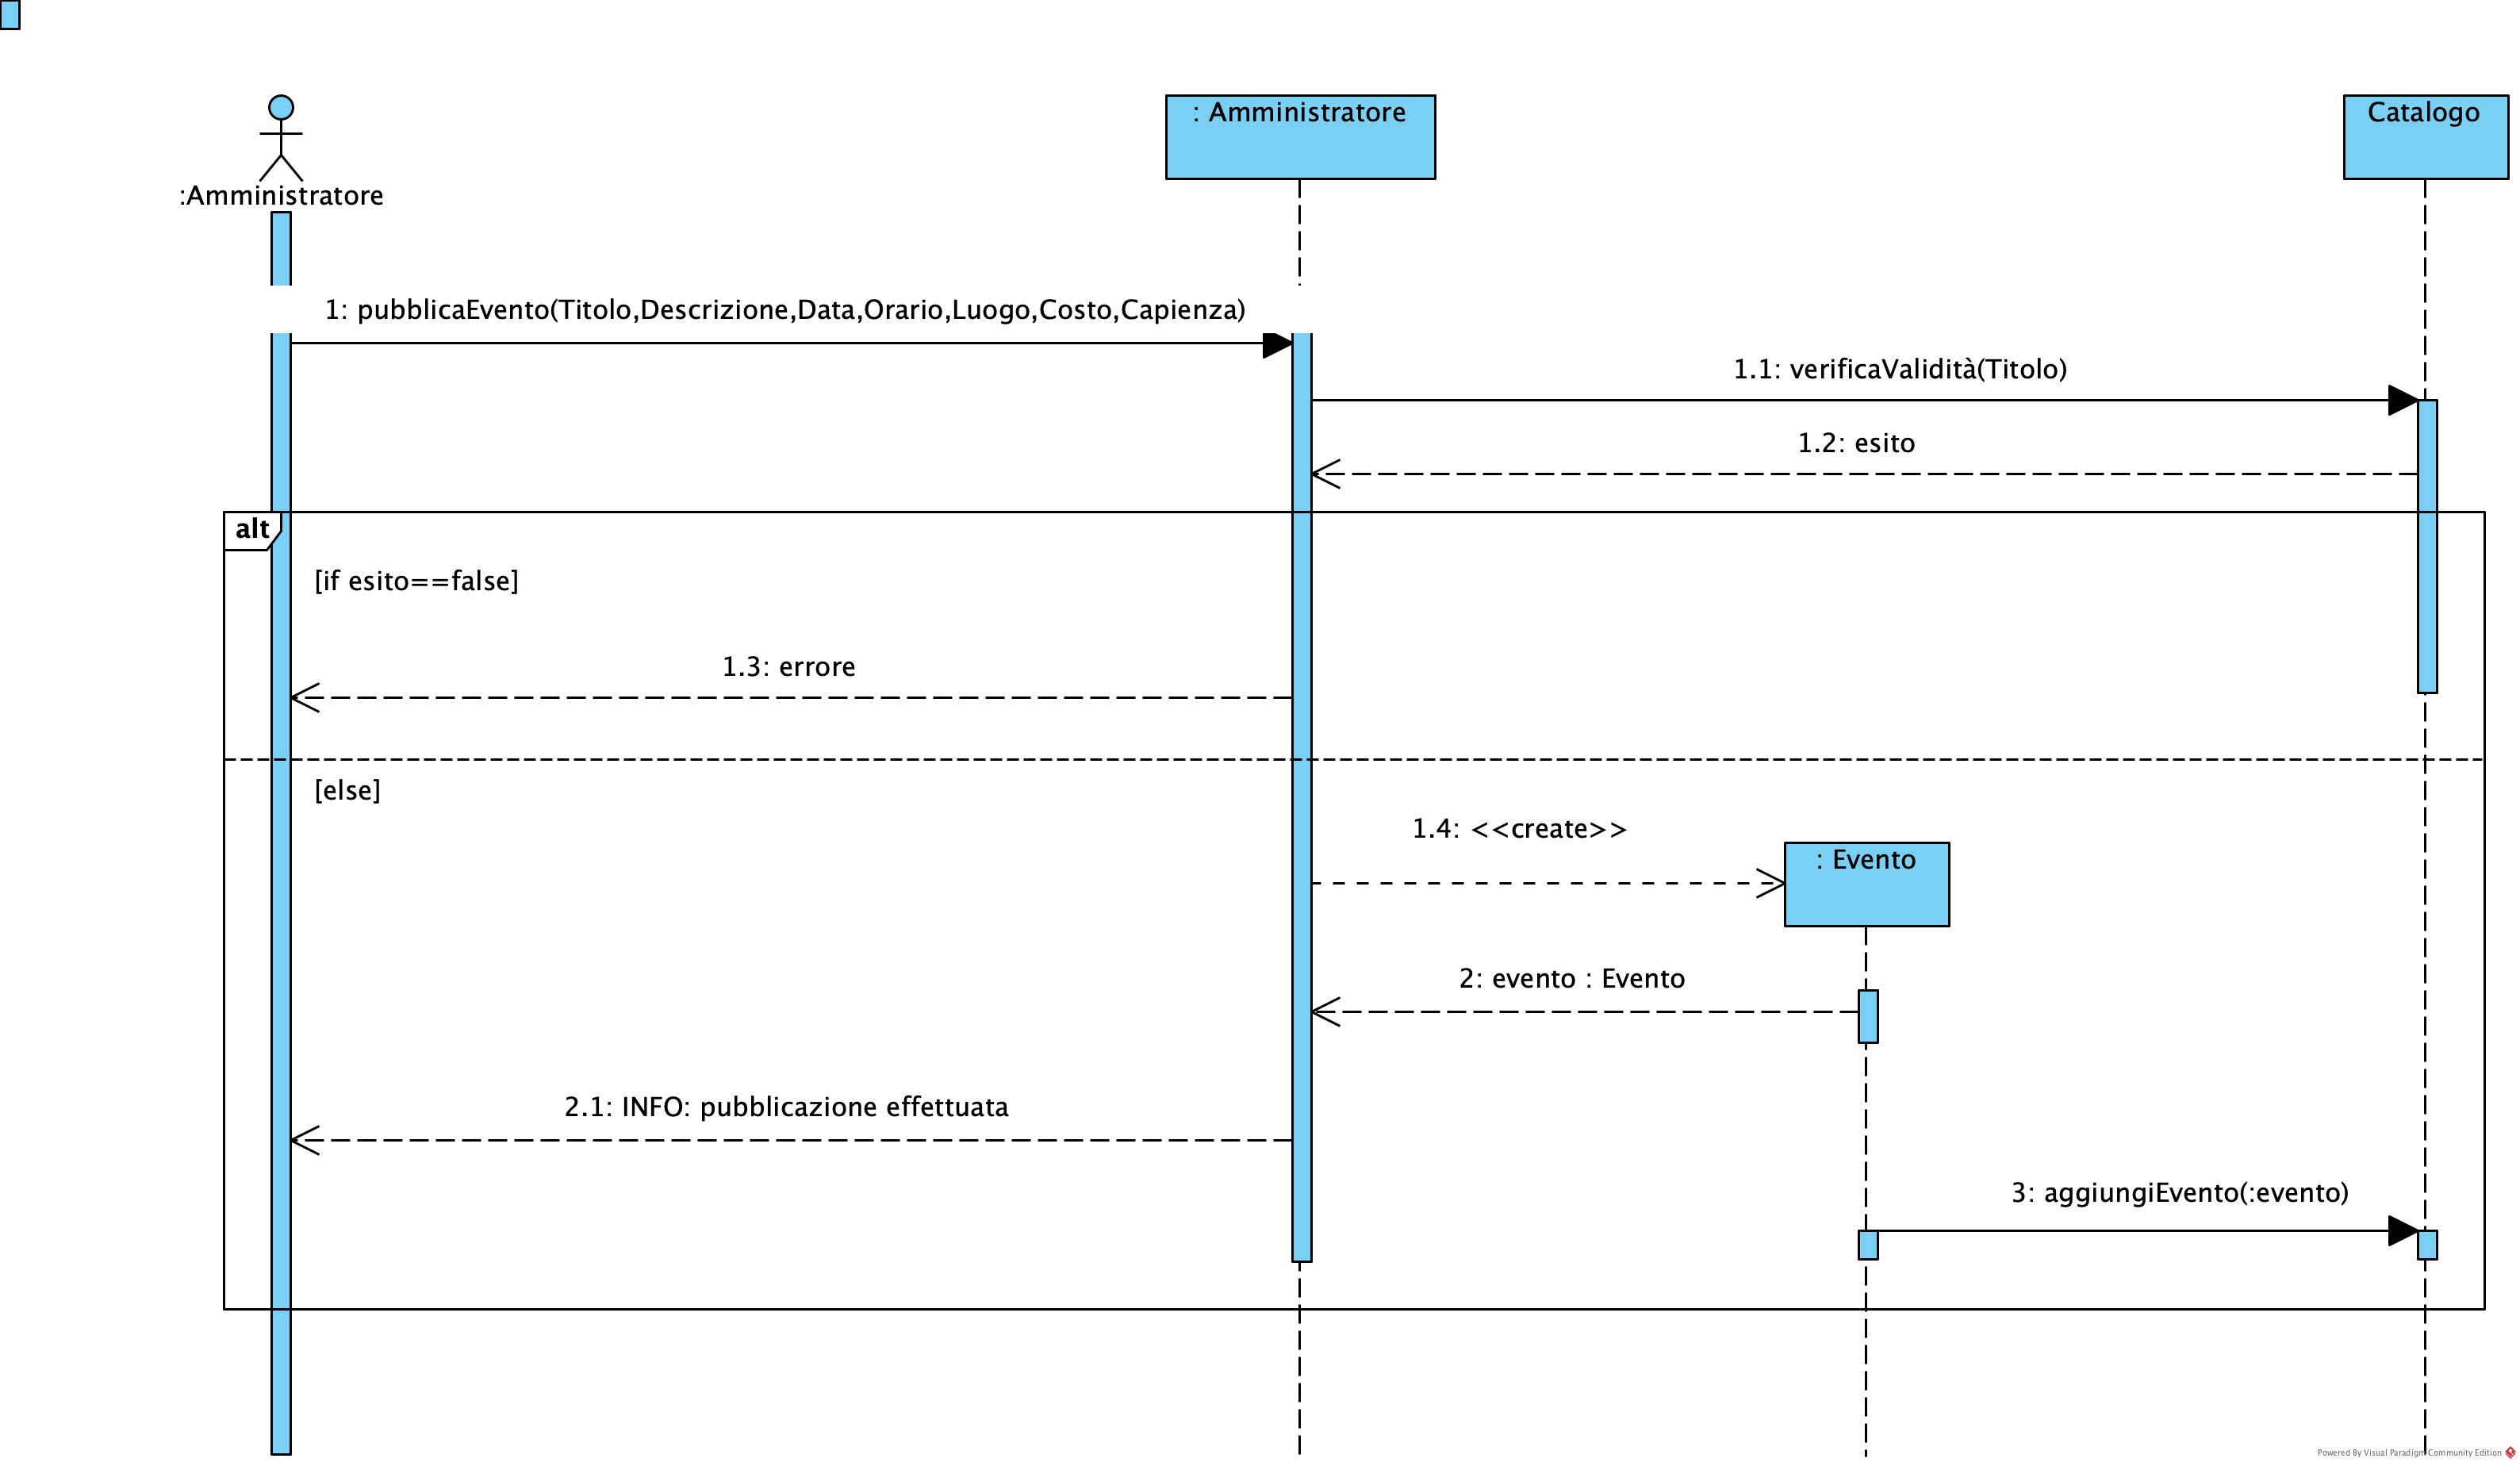 :Amministratore
: Amministratore
Catalogo
1: pubblicaEvento(Titolo,Descrizione,Data,Orario,Luogo,Costo,Capienza)
1.1: verificaValidità(Titolo)
1.2: esito
alt
[if esito==false]
1.3: errore
[else]
1.4: <<create>>
: Evento
2: evento : Evento
2.1: INFO: pubblicazione effettuata
3: aggiungiEvento(:evento)
Powered By Visual Paradigm Community Edition